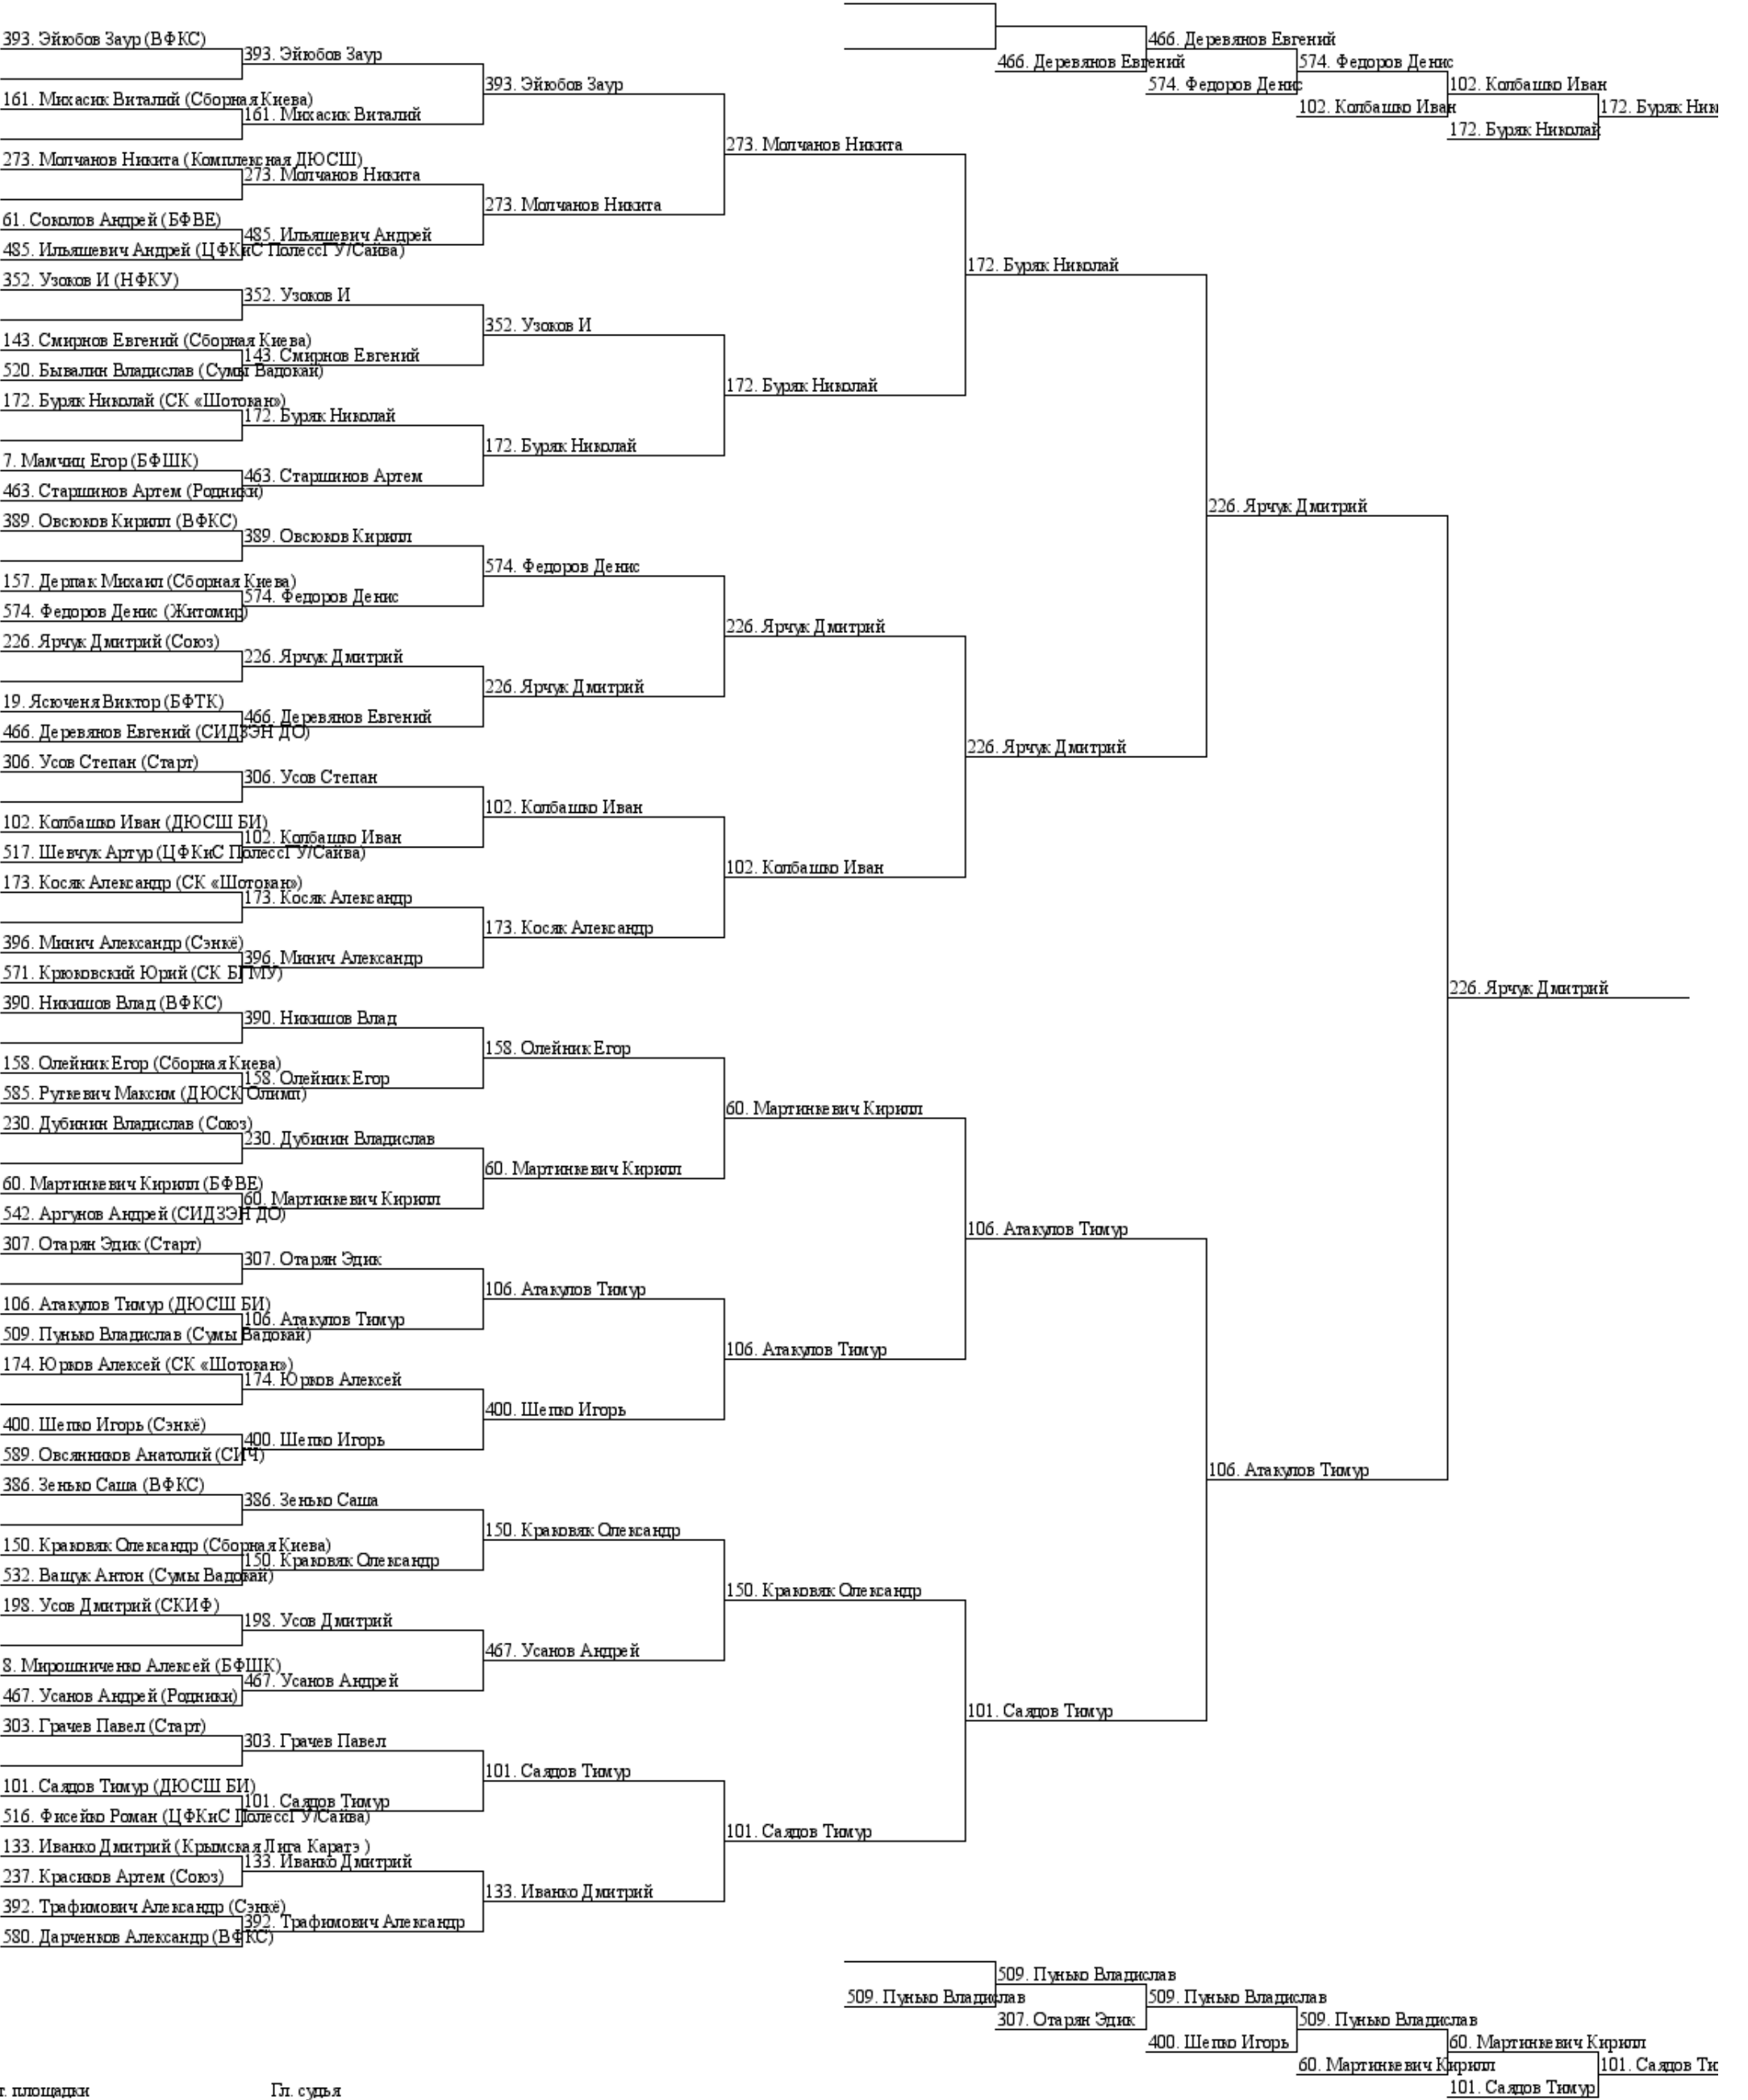 393. Эйюбов Заур (ВФКС)
161. Михасик Виталий (Сборная Киева)
273. Молчанов Никита (Комплексная ДЮСШ)
61. Соколов Андрей (БФВЕ)
485. Ильяшевич Андрей (ЦФКиС ПолессГУ/Сайва)
352. Узоков И (НФКУ)
143. Смирнов Евгений (Сборная Киева)
520. Бывалин Владислав (Сумы Вадокай)
172. Буряк Николай (СК «Шотокан»)
7. Мамчиц Егор (БФШК)
463. Старшинов Артем (Родники)
389. Овсюков Кирилл (ВФКС)
157. Дерпак Михаил (Сборная Киева)
574. Федоров Денис (Житомир)
226. Ярчук Дмитрий (Союз)
19. Ясюченя Виктор (БФТК)
466. Деревянов Евгений (СИДЗЭН ДО)
306. Усов Степан (Старт)
102. Колбашко Иван (ДЮСШ БИ)
517. Шевчук Артур (ЦФКиС ПолессГУ/Сайва)
173. Косяк Александр (СК «Шотокан»)
396. Минич Александр (Сэнкё)
571. Крюковский Юрий (СК БГМУ)
390. Никишов Влад (ВФКС)
158. Олейник Егор (Сборная Киева)
585. Руткевич Максим (ДЮСК Олимп)
230. Дубинин Владислав (Союз)
60. Мартинкевич Кирилл (БФВЕ)
542. Аргунов Андрей (СИДЗЭН ДО)
307. Отарян Эдик (Старт)
106. Атакулов Тимур (ДЮСШ БИ)
509. Пунько Владислав (Сумы Вадокай)
174. Юрков Алексей (СК «Шотокан»)
400. Шепко Игорь (Сэнкё)
589. Овсянников Анатолий (СИЧ)
386. Зенько Саша (ВФКС)
150. Краковяк Олександр (Сборная Киева)
532. Ващук Антон (Сумы Вадокай)
198. Усов Дмитрий (СКИФ)
8. Мирошниченко Алексей (БФШК)
467. Усанов Андрей (Родники)
303. Грачев Павел (Старт)
101. Саядов Тимур (ДЮСШ БИ)
516. Фисейко Роман (ЦФКиС ПолессГУ/Сайва)
133. Иванко Дмитрий (Крымская Лига Каратэ )
237. Красиков Артем (Союз)
392. Трафимович Александр (Сэнкё)
580. Дарченков Александр (ВФКС)
393. Эйюбов Заур
161. Михасик Виталий
273. Молчанов Никита
485. Ильяшевич Андрей
352. Узоков И
143. Смирнов Евгений
172. Буряк Николай
463. Старшинов Артем
389. Овсюков Кирилл
574. Федоров Денис
226. Ярчук Дмитрий
466. Деревянов Евгений
306. Усов Степан
102. Колбашко Иван
173. Косяк Александр
396. Минич Александр
390. Никишов Влад
158. Олейник Егор
230. Дубинин Владислав
60. Мартинкевич Кирилл
307. Отарян Эдик
106. Атакулов Тимур
174. Юрков Алексей
400. Шепко Игорь
386. Зенько Саша
150. Краковяк Олександр
198. Усов Дмитрий
467. Усанов Андрей
303. Грачев Павел
101. Саядов Тимур
133. Иванко Дмитрий
392. Трафимович Александр
393. Эйюбов Заур
273. Молчанов Никита
352. Узоков И
172. Буряк Николай
574. Федоров Денис
226. Ярчук Дмитрий
102. Колбашко Иван
173. Косяк Александр
158. Олейник Егор
60. Мартинкевич Кирилл
106. Атакулов Тимур
400. Шепко Игорь
150. Краковяк Олександр
467. Усанов Андрей
101. Саядов Тимур
133. Иванко Дмитрий
273. Молчанов Никита
172. Буряк Николай
226. Ярчук Дмитрий
102. Колбашко Иван
60. Мартинкевич Кирилл
106. Атакулов Тимур
150. Краковяк Олександр
101. Саядов Тимур
172. Буряк Николай
226. Ярчук Дмитрий
106. Атакулов Тимур
101. Саядов Тимур
226. Ярчук Дмитрий
106. Атакулов Тимур
226. Ярчук Дмитрий
466. Деревянов Евгений
466. Деревянов Евгений
574. Федоров Денис
574. Федоров Денис
102. Колбашко Иван
102. Колбашко Иван
172. Буряк Николай
172. Буряк Ник
509. Пунько Владислав
509. Пунько Владислав
307. Отарян Эдик
509. Пунько Владислав
400. Шепко Игорь
509. Пунько Владислав
60. Мартинкевич Кирилл
60. Мартинкевич Кирилл
101. Саядов Тимур
101. Саядов Ти
т. площадки
Гл. судья